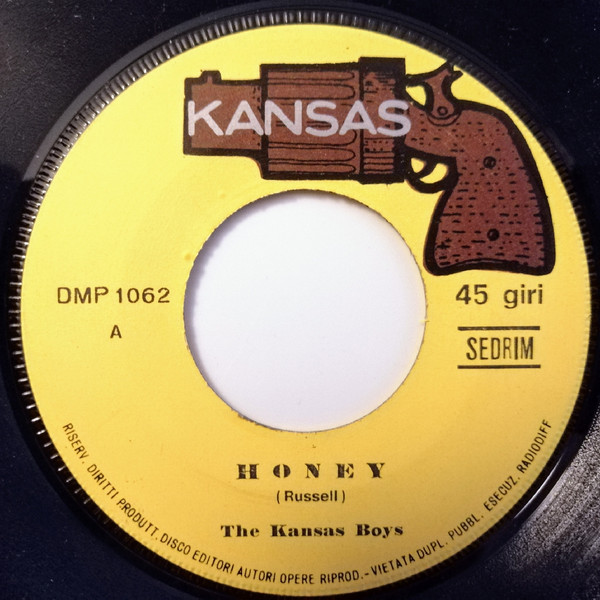 KANSAS
DMP 1062
A
45 giri
SEDRIM
HONEY
(Russell)
The Kansas Boys
RISERV. DIRITTI PRODUTT. DISCO EDITORI AUTORI OPERE RIPROD. - VIETATA DUPL. PUBBL. ESECUZ. RADIODIFF